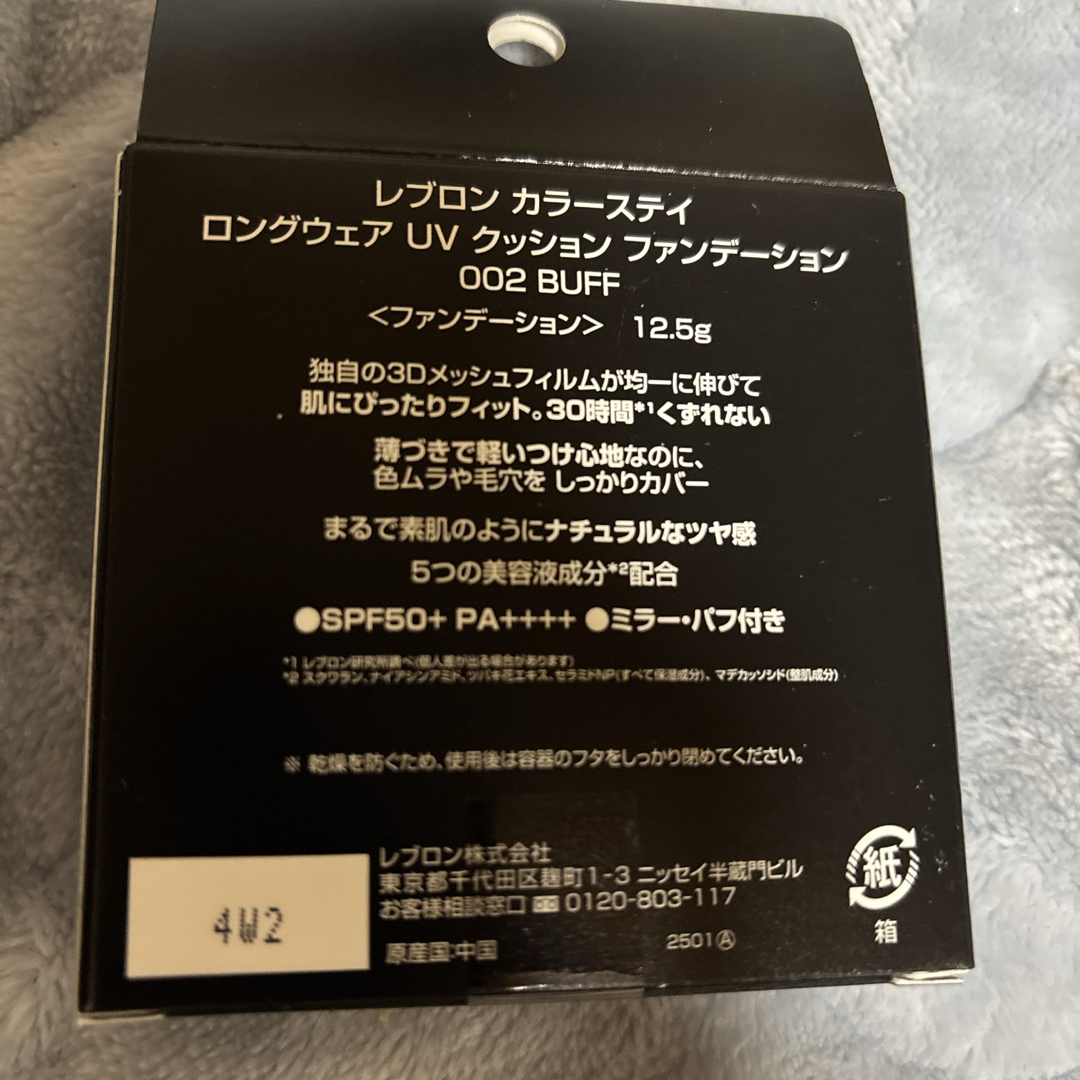 レブロン カラーステイ
ロングウェア UV クッション ファンデーション
002 BUFF
<ファンデーション> 12.5g
独自の3Dメッシュフィルムが均一に伸びて
肌にぴったりフィット。30時間*1くずれない
薄づきで軽いつけ心地なのに、
色ムラや毛穴を しっかりカバー
まるで素肌のようにナチュラルなツヤ感
5つの美容液成分*2配合
●SPF50+ PA++++ ●ミラー・パフ付き
*1 レブロン研究所調べ(個人差が出る場合があります)
*2 スクワラン、ナイアシンアミド、ツバキ花エキス、セラミドNP(すべて保湿成分)、マデカッソシド(整肌成分)
※ 乾燥を防ぐため、使用後は容器のフタをしっかり閉めてください。
レブロン株式会社
東京都千代田区麹町1-3 ニッセイ半蔵門ビル
お客様相談窓口 0120-803-117
原産国:中国
2501Ⓐ
4U2
紙
箱